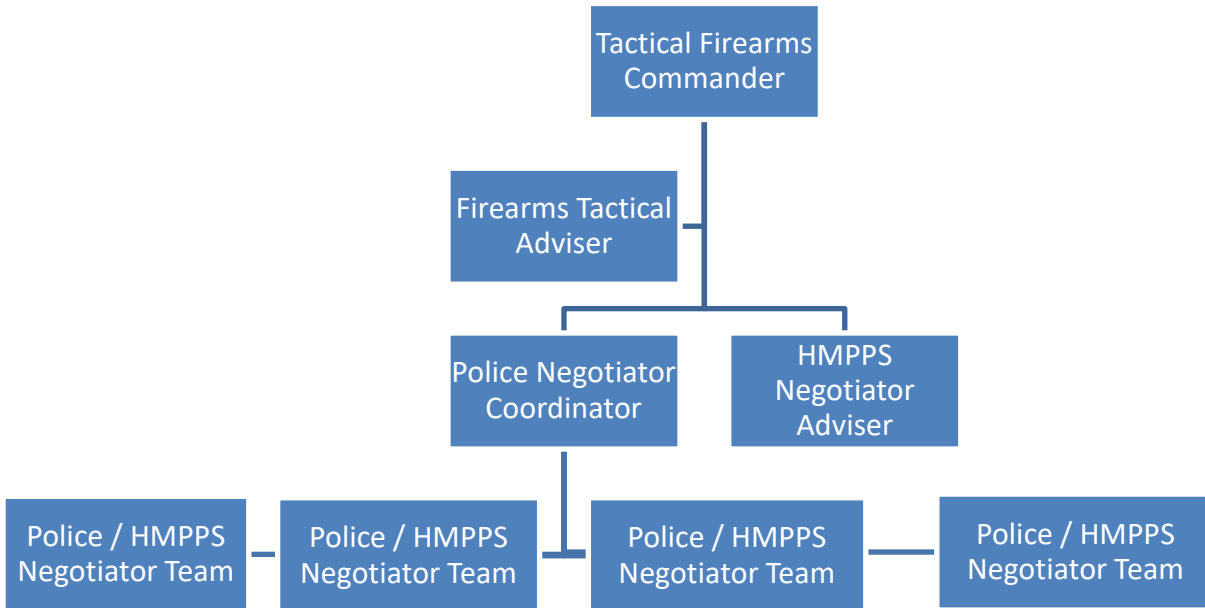 Tactical Firearms
Commander
Firearms Tactical
Adviser
Police Negotiator
Coordinator
HMPPS
Negotiator
Adviser
Police / HMPPS
Negotiator Team
Police / HMPPS
Negotiator Team
Police / HMPPS
Negotiator Team
Police / HMPPS
Negotiator Team